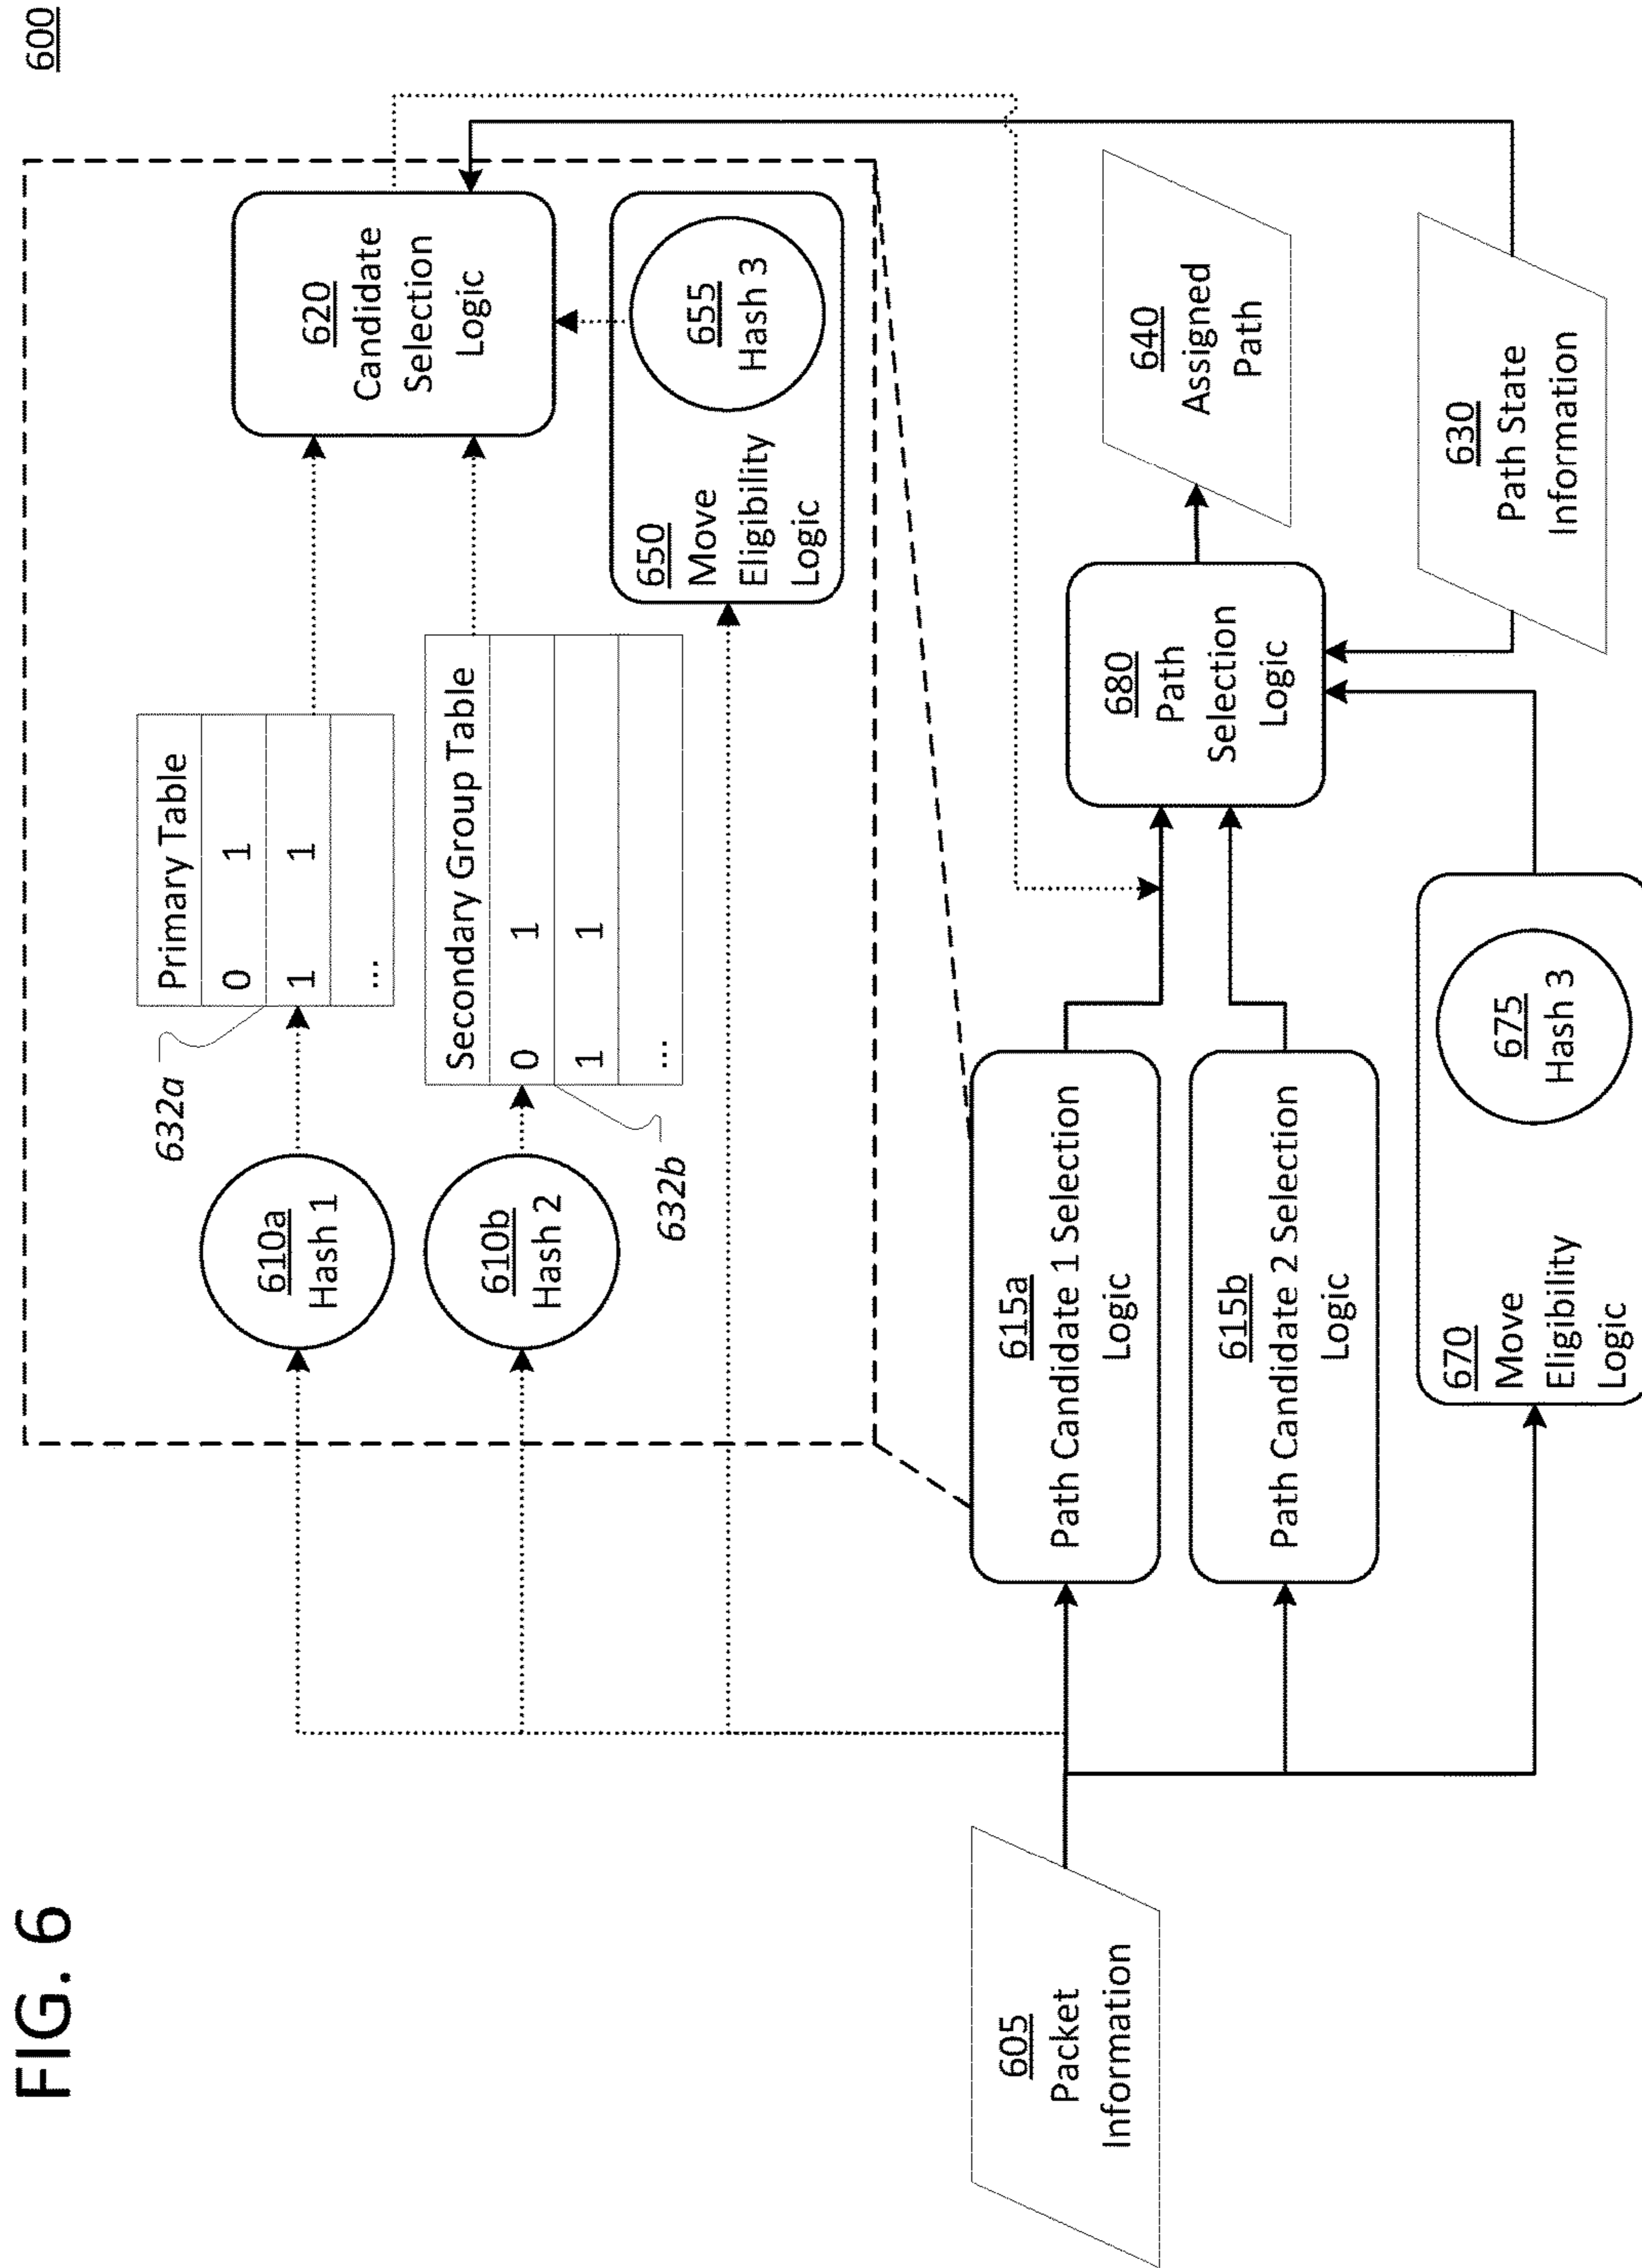 FIG. 6
600
610a
Hash 1
632a
Primary Table
0 1
1 1
...
620
Candidate
Selection
Logic
610b
Hash 2
632b
Secondary Group Table
0 1
1 1
...
650
Move
Eligibility
Logic
655
Hash 3
605
Packet
Information
615a
Path Candidate 1 Selection
Logic
615b
Path Candidate 2 Selection
Logic
670
Move
Eligibility
Logic
675
Hash 3
680
Path
Selection
Logic
640
Assigned
Path
630
Path State
Information